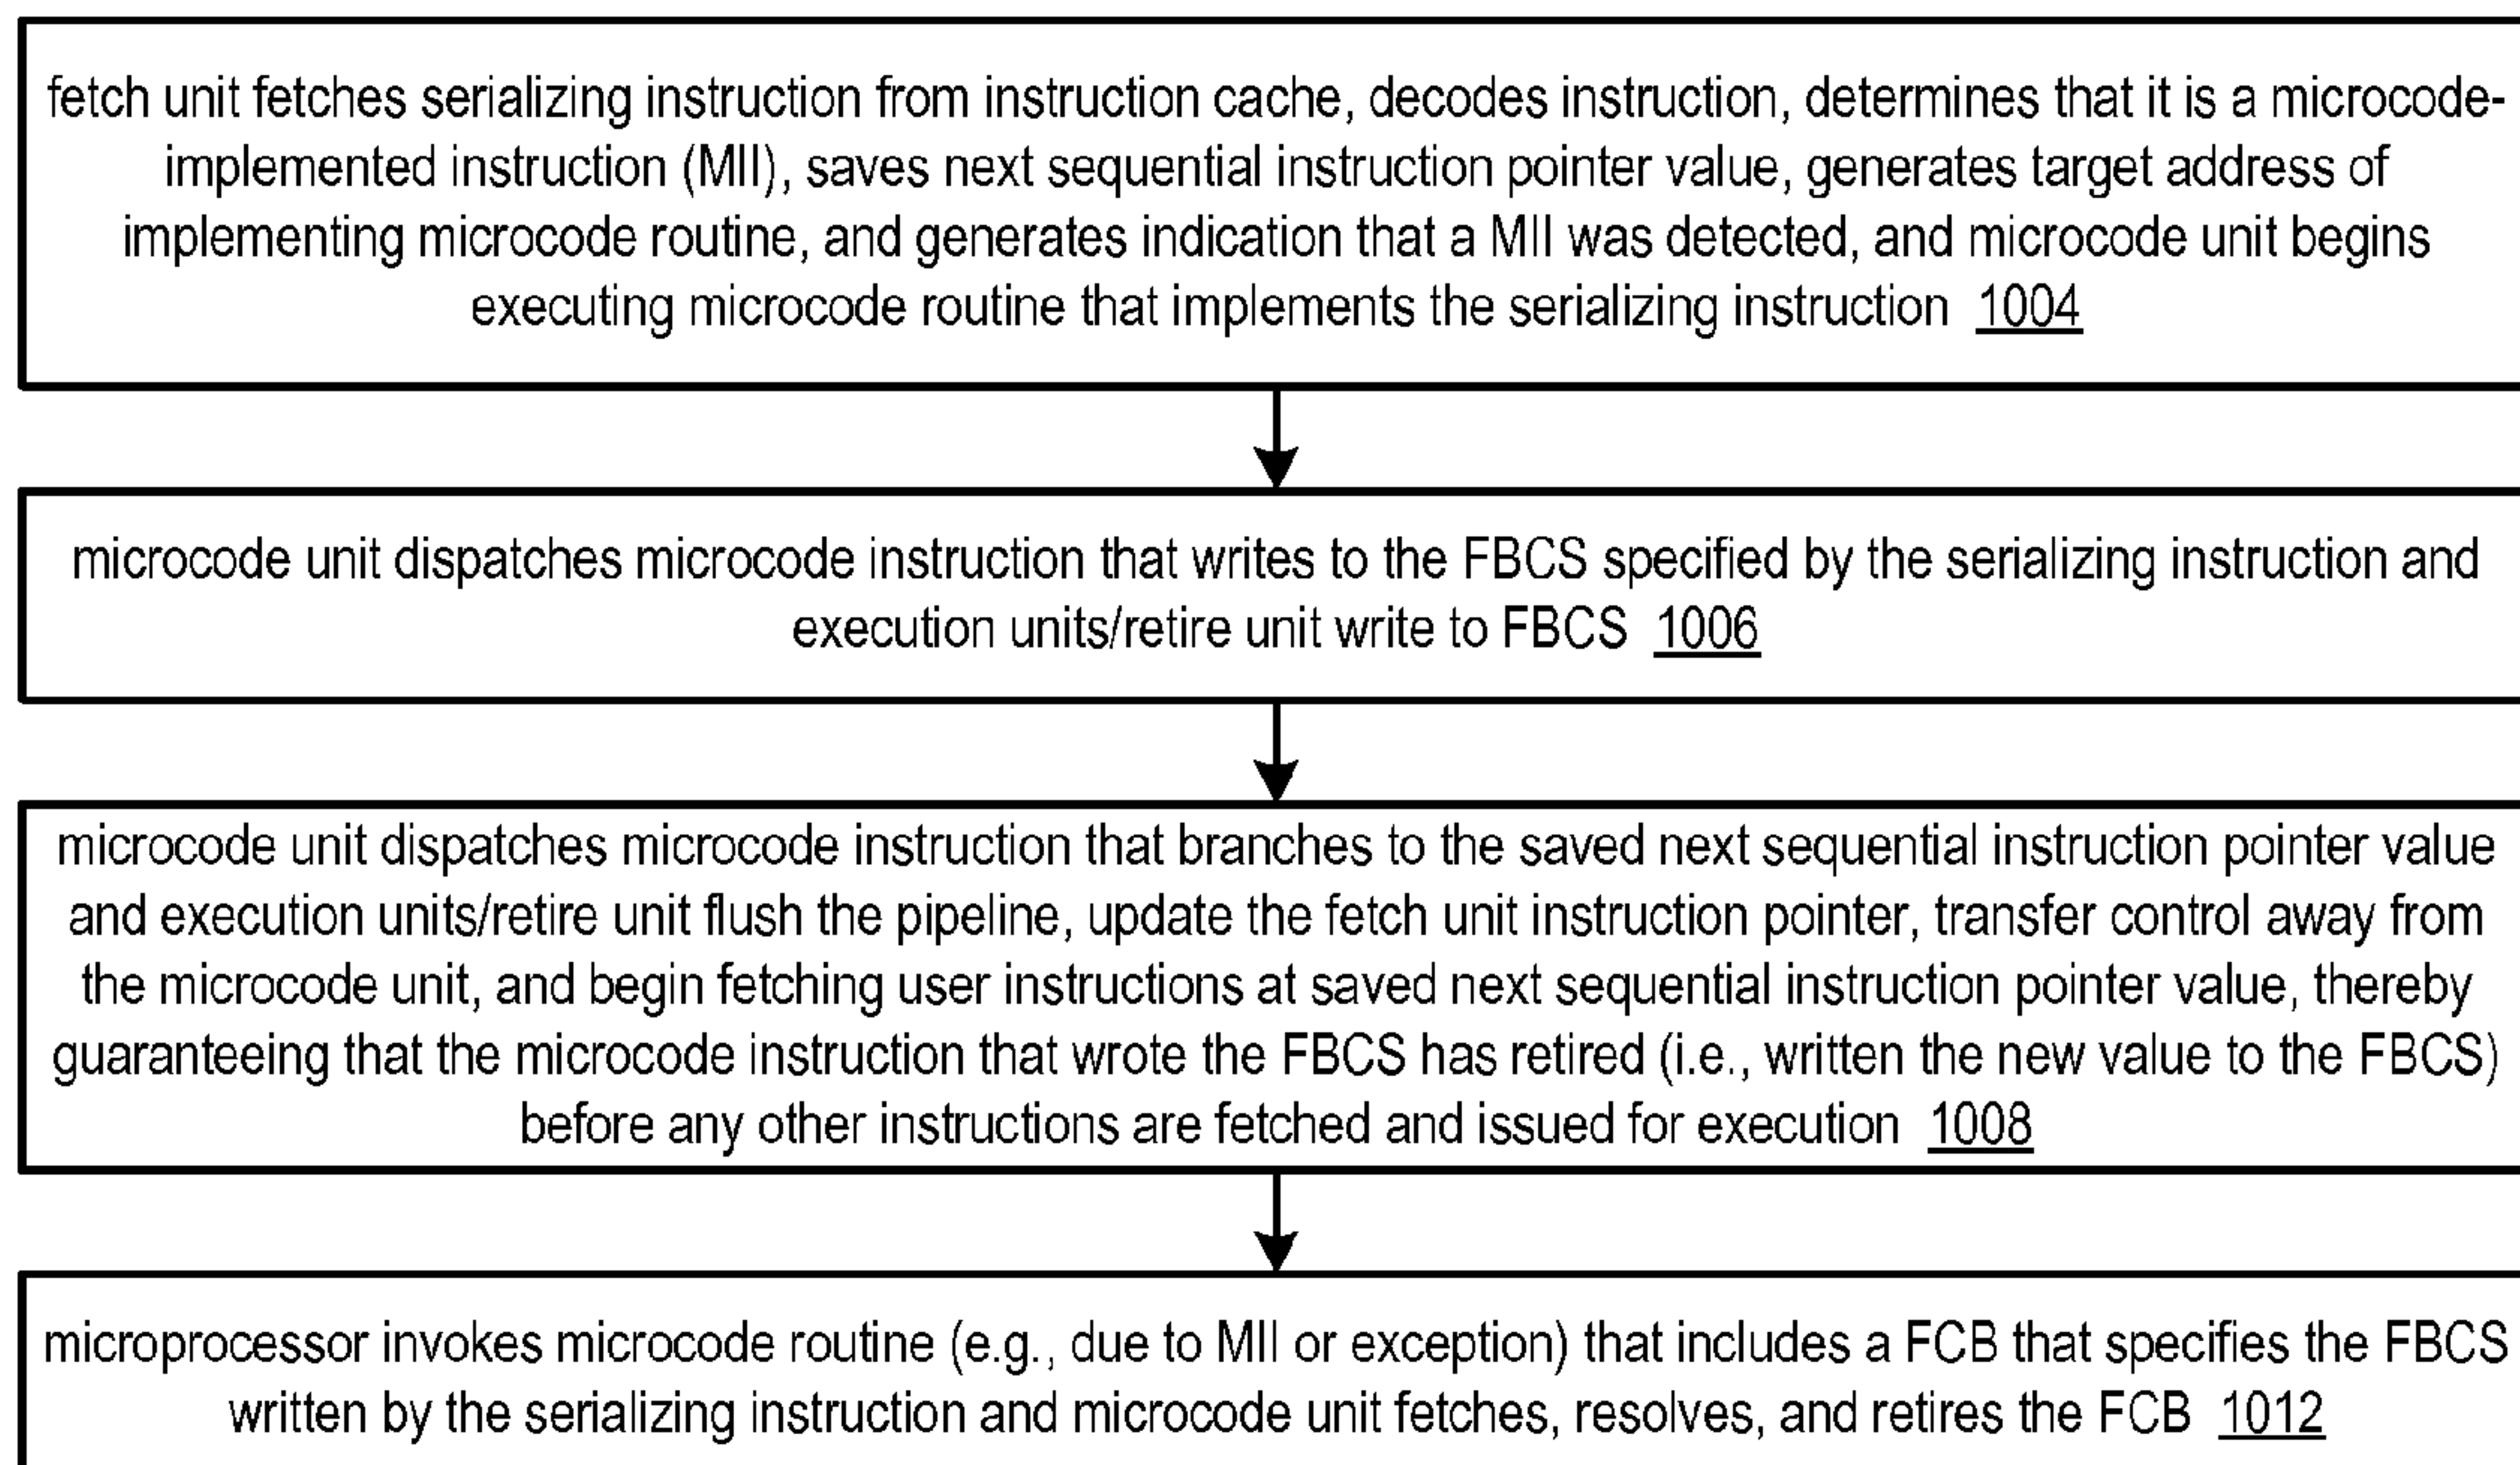 fetch unit fetches serializing instruction from instruction cache, decodes instruction, determines that it is a microcode-
implemented instruction (MII), saves next sequential instruction pointer value, generates target address of
implementing microcode routine, and generates indication that a MII was detected, and microcode unit begins
executing microcode routine that implements the serializing instruction 1004
microcode unit dispatches microcode instruction that writes to the FBCS specified by the serializing instruction and
execution units/retire unit write to FBCS 1006
microcode unit dispatches microcode instruction that branches to the saved next sequential instruction pointer value
and execution units/retire unit flush the pipeline, update the fetch unit instruction pointer, transfer control away from
the microcode unit, and begin fetching user instructions at saved next sequential instruction pointer value, thereby
guaranteeing that the microcode instruction that wrote the FBCS has retired (i.e., written the new value to the FBCS)
before any other instructions are fetched and issued for execution 1008
microprocessor invokes microcode routine (e.g., due to MII or exception) that includes a FCB that specifies the FBCS
written by the serializing instruction and microcode unit fetches, resolves, and retires the FCB 1012